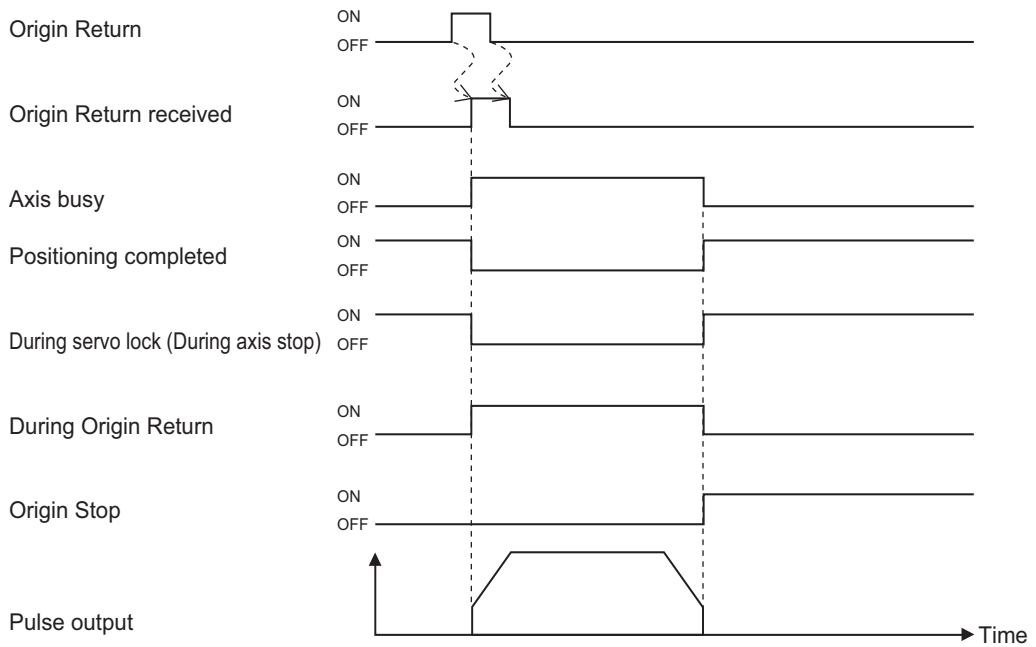 Origin Return
ON
OFF
Origin Return received
ON
OFF
Axis busy
ON
OFF
Positioning completed
ON
OFF
During servo lock (During axis stop)
ON
OFF
During Origin Return
ON
OFF
Origin Stop
ON
OFF
Pulse output
Time